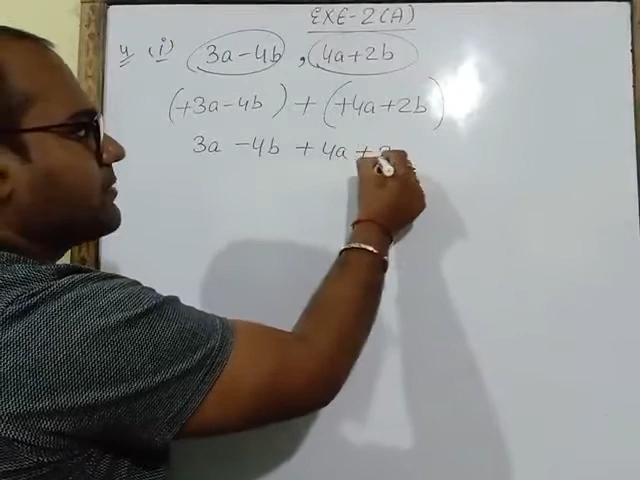 EXE-2(A)
4 (i) 3a-4b , 4a+2b
(+3a-4b) + (+4a+2b)
3a -4b + 4a +